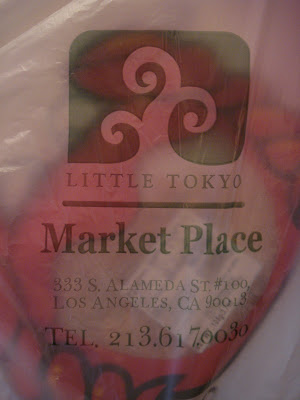 LITTLE TOKYO
Market Place
333 S. ALAMEDA ST. #100,
LOS ANGELES, CA 90013
TEL. 213.617.0030